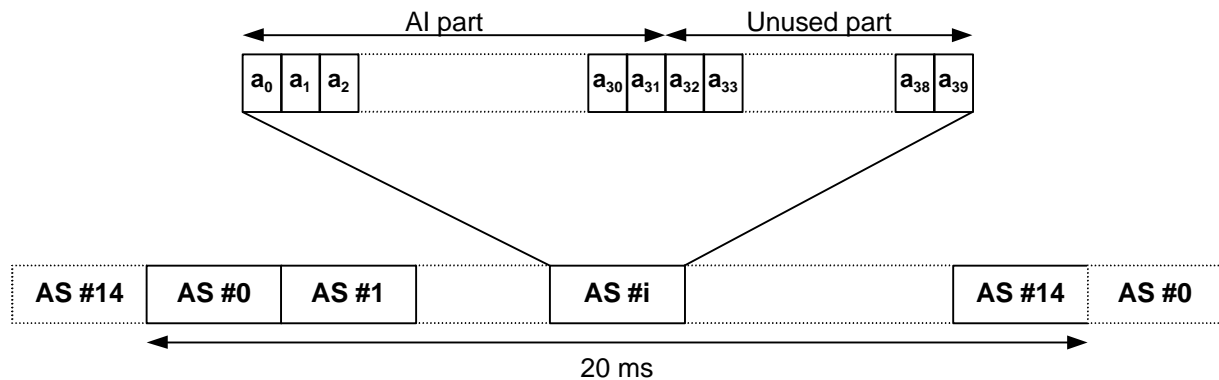 AI part Unused part
a0 a1 a2 a30 a31 a32 a33 a38 a39
AS #14 AS #0 AS #1 AS #i AS #14 AS #0
20 ms